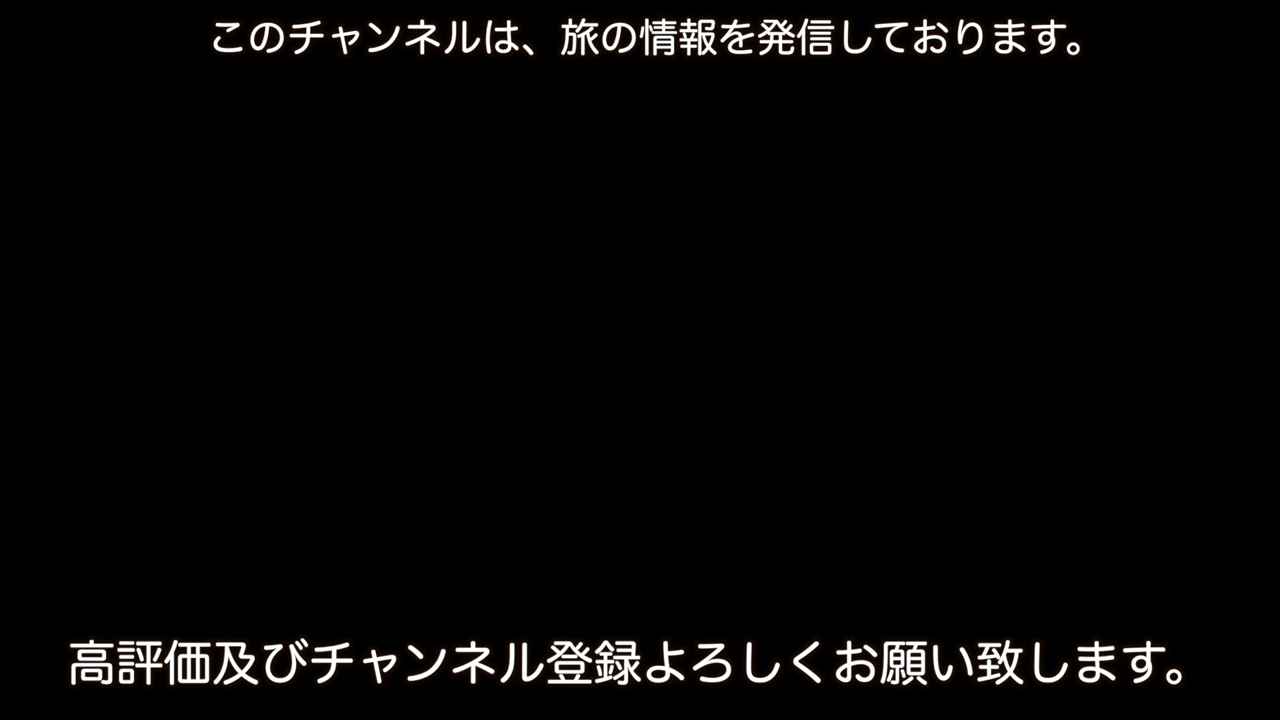 このチャンネルは、旅の情報を発信しております。
高評価及びチャンネル登録よろしくお願い致します。